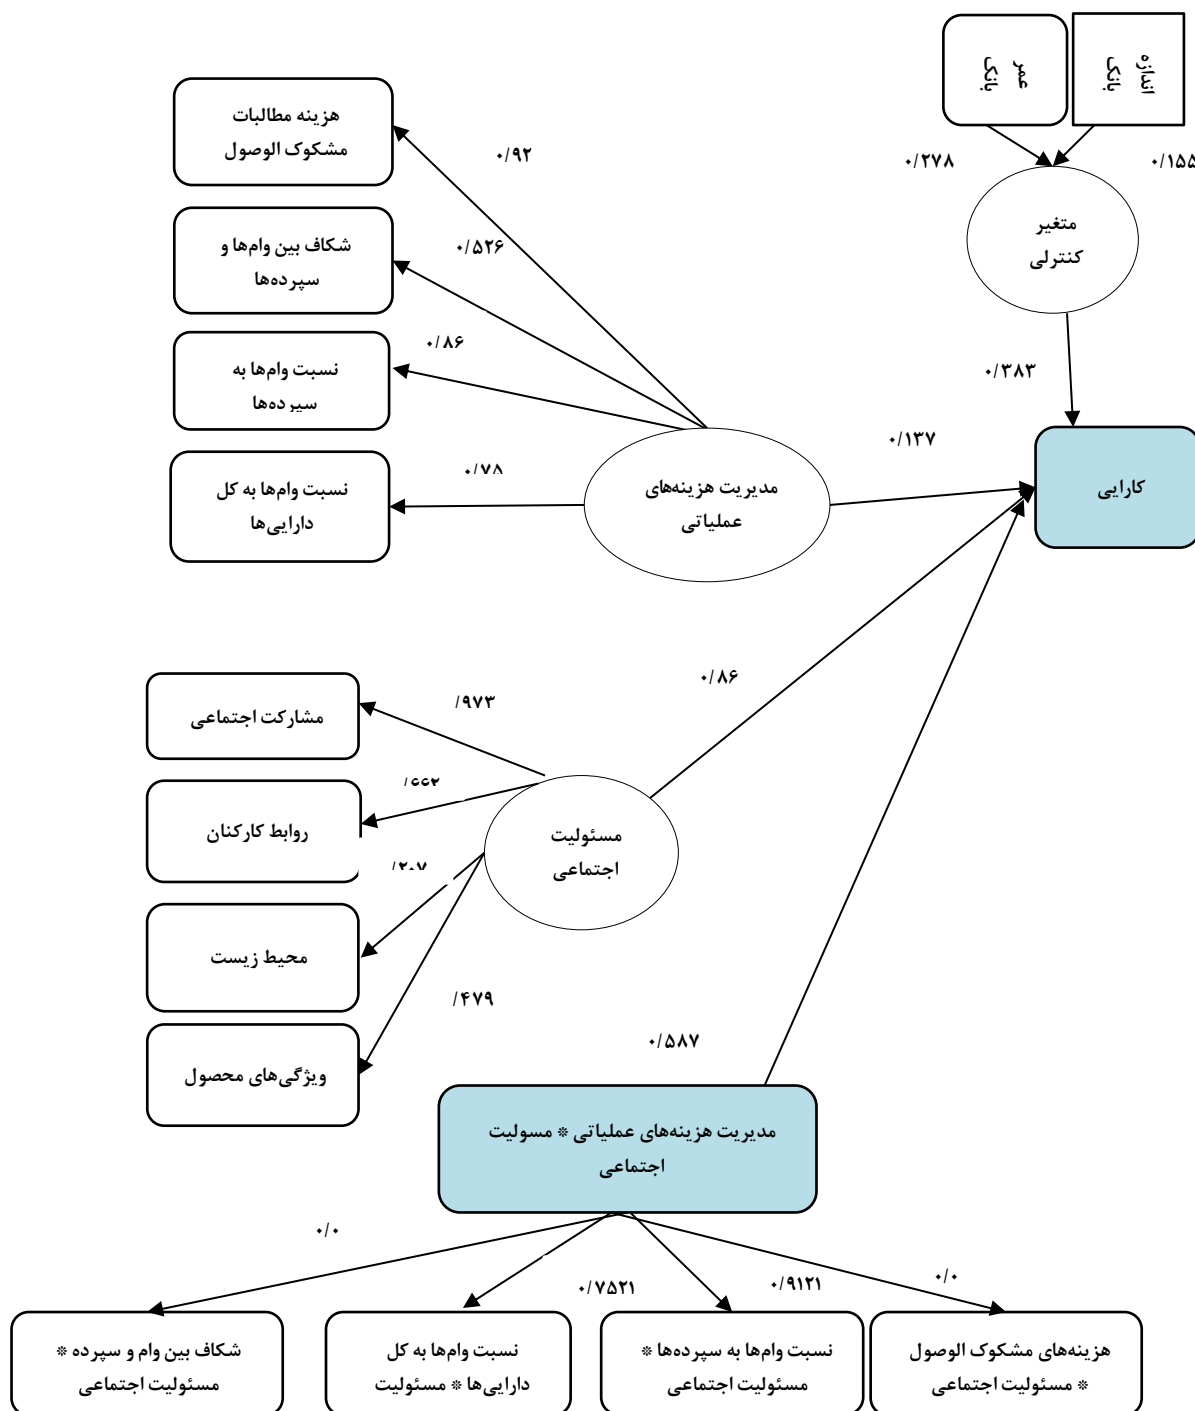 اندازه
بانک
عمر
بانک
۰/۱۵۵
۰/۲۷۸
متغیر
کنترلی
۰/۳۸۳
هزینه مطالبات
مشکوک الوصول
۰/۹۲
شکاف بین وام‌ها و
سپرده‌ها
۰/۵۲۶
نسبت وام‌ها به
سپرده‌ها
۰/۸۶
نسبت وام‌ها به کل
دارایی‌ها
۰/۷۸
مدیریت هزینه‌های
عملیاتی
۰/۱۳۷
کارایی
۰/۸۶
مشارکت اجتماعی
/۹۷۳
روابط کارکنان
/۶۶۲
مسئولیت
اجتماعی
/۲۰۷
محیط زیست
/۴۷۹
ویژگی‌های محصول
۰/۵۸۷
مدیریت هزینه‌های عملیاتی * مسولیت
اجتماعی
۰/۰
۰/۹۱۲۱
۰/۷۵۲۱
۰/۰
هزینه‌های مشکوک الوصول
* مسئولیت اجتماعی
نسبت وام‌ها به سپرده‌ها *
مسئولیت اجتماعی
نسبت وام‌ها به کل
دارایی‌ها * مسئولیت
شکاف بین وام و سپرده *
مسئولیت اجتماعی